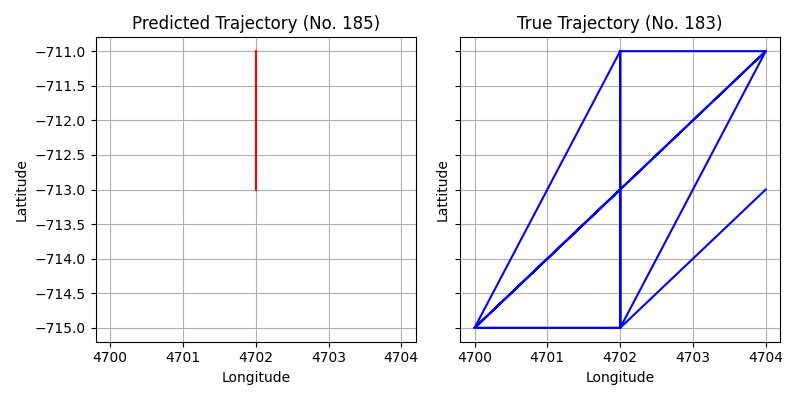 Predicted Trajectory (No. 185)
−711.0
−711.5
−712.0
−712.5
−713.0
−713.5
−714.0
−714.5
−715.0
Lattitude
4700 4701 4702 4703 4704
Longitude
True Trajectory (No. 183)
Lattitude
4700 4701 4702 4703 4704
Longitude